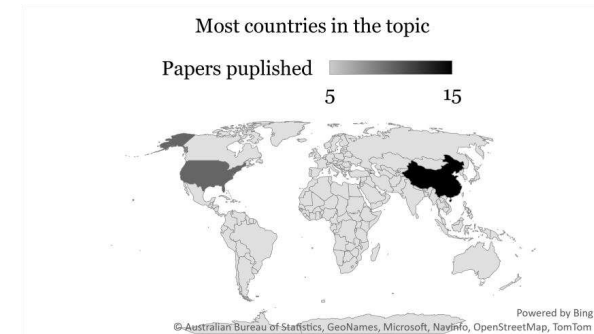 Most countries in the topic
Papers puplished
5 15
Powered by Bing
© Australian Bureau of Statistics, GeoNames, Microsoft, NavInfo, OpenStreetMap, TomTom